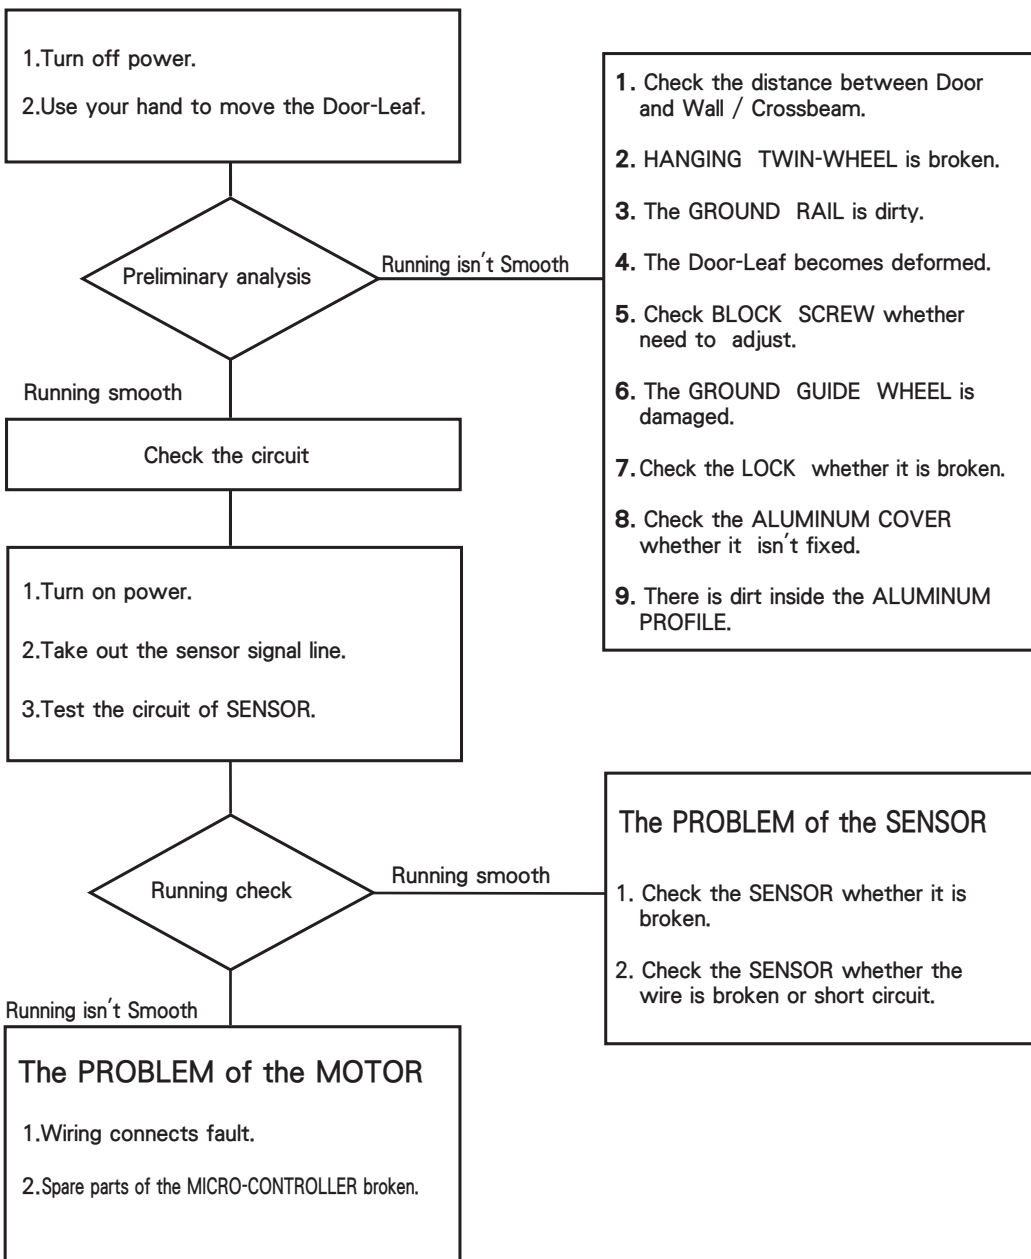 1.Turn off power.
2.Use your hand to move the Door-Leaf.
Preliminary analysis
Running isn't Smooth
1. Check the distance between Door
and Wall / Crossbeam.
2. HANGING TWIN-WHEEL is broken.
3. The GROUND RAIL is dirty.
4. The Door-Leaf becomes deformed.
5. Check BLOCK SCREW whether
need to adjust.
6. The GROUND GUIDE WHEEL is
damaged.
7. Check the LOCK whether it is broken.
8. Check the ALUMINUM COVER
whether it isn't fixed.
9. There is dirt inside the ALUMINUM
PROFILE.
Running smooth
Check the circuit
1.Turn on power.
2.Take out the sensor signal line.
3.Test the circuit of SENSOR.
Running check
Running smooth
The PROBLEM of the SENSOR
1. Check the SENSOR whether it is
broken.
2. Check the SENSOR whether the
wire is broken or short circuit.
Running isn't Smooth
The PROBLEM of the MOTOR
1.Wiring connects fault.
2.Spare parts of the MICRO-CONTROLLER broken.